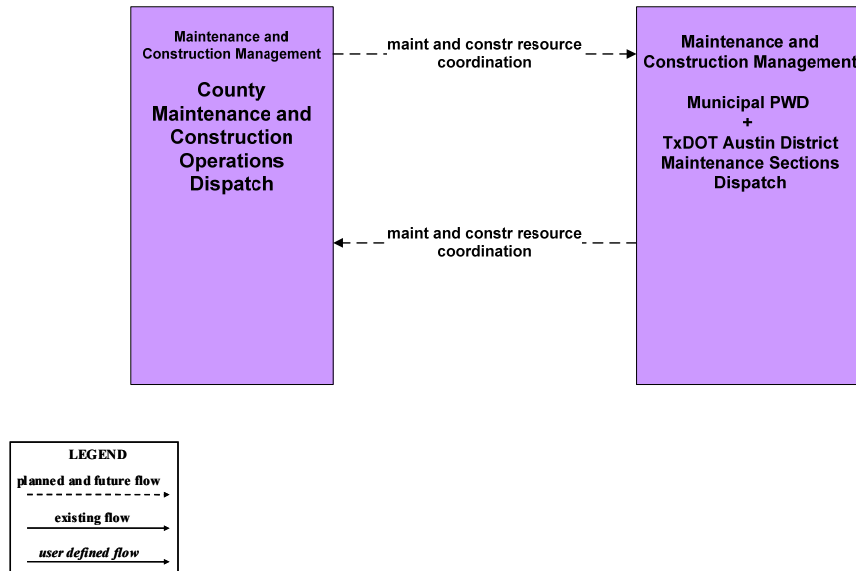 Maintenance and
Construction Management
County
Maintenance and
Construction
Operations
Dispatch
maint and constr resource
coordination
maint and constr resource
coordination
Maintenance and
Construction Management
Municipal PWD
+
TxDOT Austin District
Maintenance Sections
Dispatch
LEGEND
planned and future flow
existing flow
user defined flow